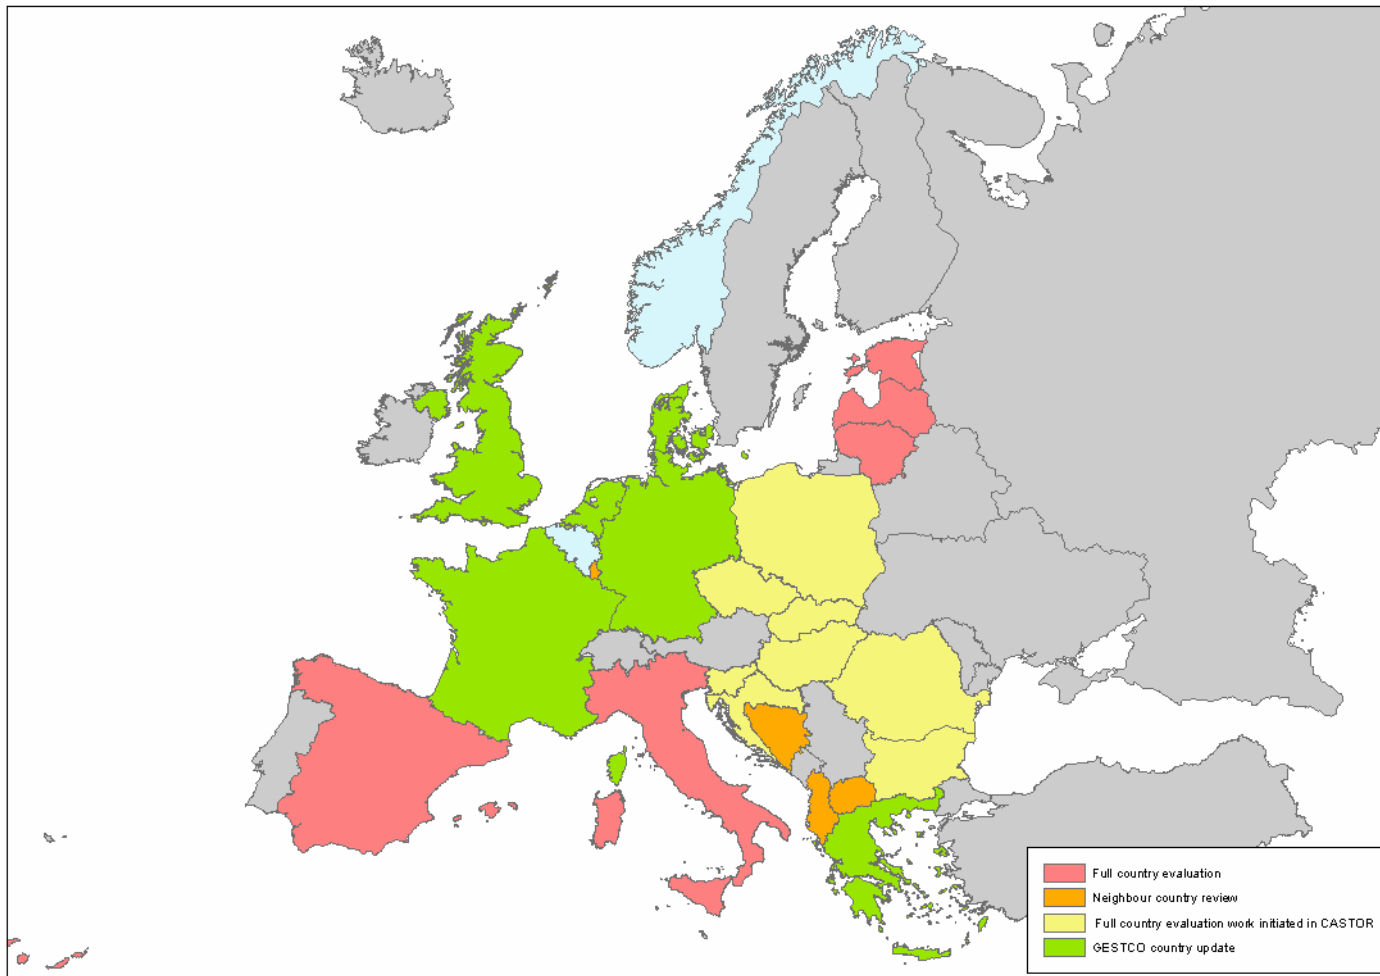 Full country evaluation
Neighbour country review
Full country evaluation work initiated in CASTOR
GESTCO country update